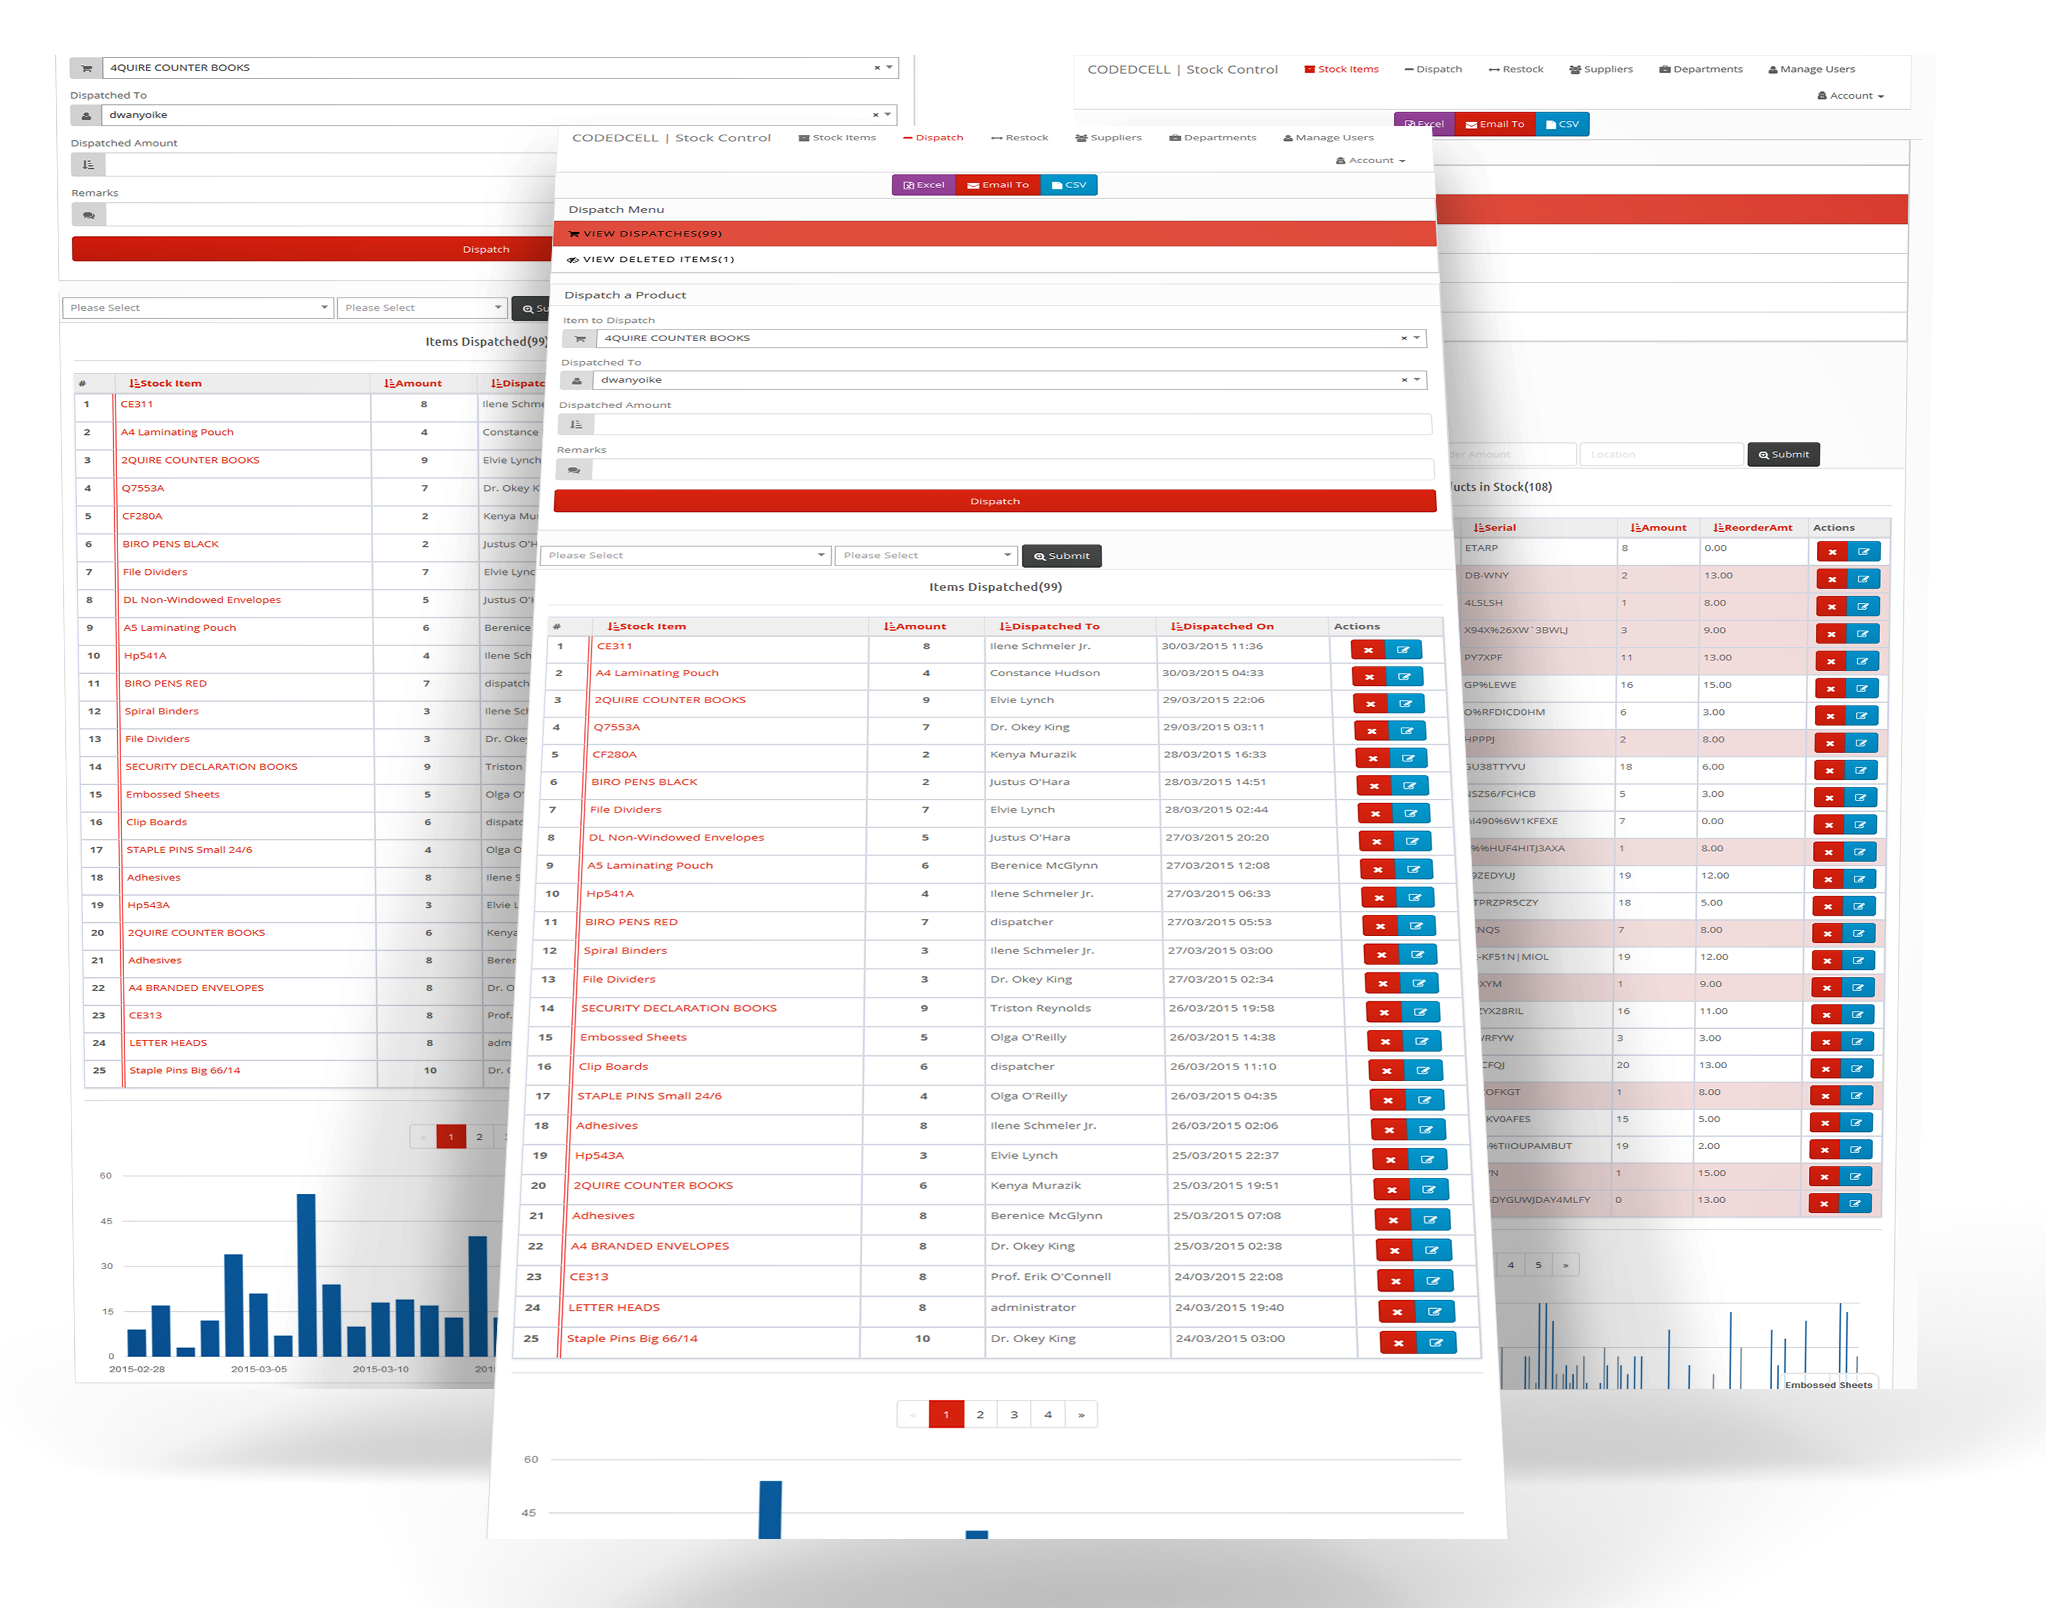 4QUIRE COUNTER BOOKS
Dispatched To
dwanyoike
Dispatched Amount
Remarks
Dispatch
Please Select Please Select
Items Dispatched(99)
# Stock Item Amount
1 CE311 8 Ilene
2 A4 Laminating Pouch 4 Constance
3 2QUIRE COUNTER BOOKS 9 Elvie Lynch
4 Q7553A 7 Dr. Okey
5 CF280A 2 Kenya
6 BIRO PENS BLACK 2 Justus
7 File Dividers 7 Elvie
8 DL Non-Windowed Envelopes 5 Justus
9 A5 Laminating Pouch 6 Berenice
10 Hp541A 4 Ilene
11 BIRO PENS RED 7
12 Spiral Binders 3 Ilene
13 File Dividers 3 Dr.
14 SECURITY DECLARATION BOOKS 9 Triston
15 Embossed Sheets 5 Olga
16 Clip Boards 6
17 STAPLE PINS Small 24/6 4 Olga
18 Adhesives 8 Ilene
19 Hp543A 3 Elvie
20 2QUIRE COUNTER BOOKS 6
21 Adhesives 8
22 A4 BRANDED ENVELOPES 8 Dr.
23 CE313 8 Prof.
24 LETTER HEADS 8
25 Staple Pins Big 66/14 10 Dr.
« 1 2
60
45
30
15
0
2015-02-28 2015-03-05 2015-03-10
CODEDCELL | Stock Control Stock Items Dispatch Restock Suppliers Departments Manage Users
Account
Excel Email To CSV
Dispatch Menu
VIEW DISPATCHES(99)
VIEW DELETED ITEMS(1)
Dispatch a Product
Item to Dispatch
4QUIRE COUNTER BOOKS
Dispatched To
dwanyoike
Dispatched Amount
Remarks
Dispatch
Please Select Please Select Submit
Items Dispatched(99)
# Stock Item Amount Dispatched To Dispatched On Actions
1 CE311 8 Ilene Schmeler Jr. 30/03/2015 11:36
2 A4 Laminating Pouch 4 Constance Hudson 30/03/2015 04:33
3 2QUIRE COUNTER BOOKS 9 Elvie Lynch 29/03/2015 22:06
4 Q7553A 7 Dr. Okey King 29/03/2015 03:11
5 CF280A 2 Kenya Murazik 28/03/2015 16:33
6 BIRO PENS BLACK 2 Justus O'Hara 28/03/2015 14:51
7 File Dividers 7 Elvie Lynch 28/03/2015 02:44
8 DL Non-Windowed Envelopes 5 Justus O'Hara 27/03/2015 20:20
9 A5 Laminating Pouch 6 Berenice McGlynn 27/03/2015 12:08
10 Hp541A 4 Ilene Schmeler Jr. 27/03/2015 06:33
11 BIRO PENS RED 7 dispatcher 27/03/2015 05:53
12 Spiral Binders 3 Ilene Schmeler Jr. 27/03/2015 03:00
13 File Dividers 3 Dr. Okey King 27/03/2015 02:34
14 SECURITY DECLARATION BOOKS 9 Triston Reynolds 26/03/2015 19:58
15 Embossed Sheets 5 Olga O'Reilly 26/03/2015 14:38
16 Clip Boards 6 dispatcher 26/03/2015 11:10
17 STAPLE PINS Small 24/6 4 Olga O'Reilly 26/03/2015 04:35
18 Adhesives 8 Ilene Schmeler Jr. 26/03/2015 02:06
19 Hp543A 3 Elvie Lynch 25/03/2015 22:37
20 2QUIRE COUNTER BOOKS 6 Kenya Murazik 25/03/2015 19:51
21 Adhesives 8 Berenice McGlynn 25/03/2015 07:08
22 A4 BRANDED ENVELOPES 8 Dr. Okey King 25/03/2015 02:38
23 CE313 8 Prof. Erik O'Connell 24/03/2015 22:08
24 LETTER HEADS 8 administrator 24/03/2015 19:40
25 Staple Pins Big 66/14 10 Dr. Okey King 24/03/2015 03:00
« 1 2 3 4 »
60
45
CODEDCELL | Stock Control Stock Items Dispatch Restock Suppliers Departments Manage Users
Account
Excel Email To CSV
Amount Location Submit
in Stock(108)
Serial Amount ReorderAmt Actions
ETARP 8 0.00
DB-WNY 2 13.00
4LSLSH 1 8.00
X94X%26XW`3BWLJ 3 9.00
PY7XPF 11 13.00
GP%LEWE 16 15.00
O%RFDICD0HM 6 3.00
HPPPJ 2 8.00
GU38TTYVU 18 6.00
5 3.00
7 0.00
1 8.00
19 12.00
18 5.00
7 8.00
19 12.00
1 9.00
16 11.00
3 3.00
20 13.00
1 8.00
15 5.00
19 2.00
1 15.00
0 13.00
4 5 »
Embossed Sheets